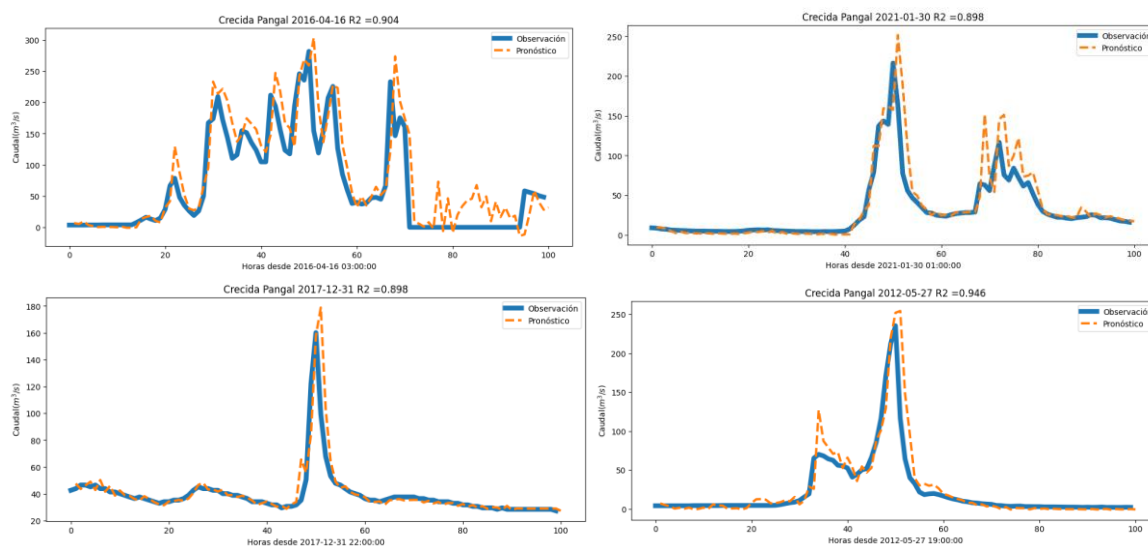 Crecida Pangal 2016-04-16 R2 =0.904
Observación
Pronóstico
Caudal(m³/s)
300
250
200
150
100
50
0
0 20 40 60 80 100
Horas desde 2016-04-16 03:00:00
Crecida Pangal 2021-01-30 R2 =0.898
Observación
Pronóstico
Caudal(m³/s)
250
200
150
100
50
0
0 20 40 60 80 100
Horas desde 2021-01-30 01:00:00
Crecida Pangal 2017-12-31 R2 =0.898
Observación
Pronóstico
Caudal(m³/s)
180
160
140
120
100
80
60
40
20
0 20 40 60 80 100
Horas desde 2017-12-31 22:00:00
Crecida Pangal 2012-05-27 R2 =0.946
Observación
Pronóstico
Caudal(m³/s)
250
200
150
100
50
0
0 20 40 60 80 100
Horas desde 2012-05-27 19:00:00